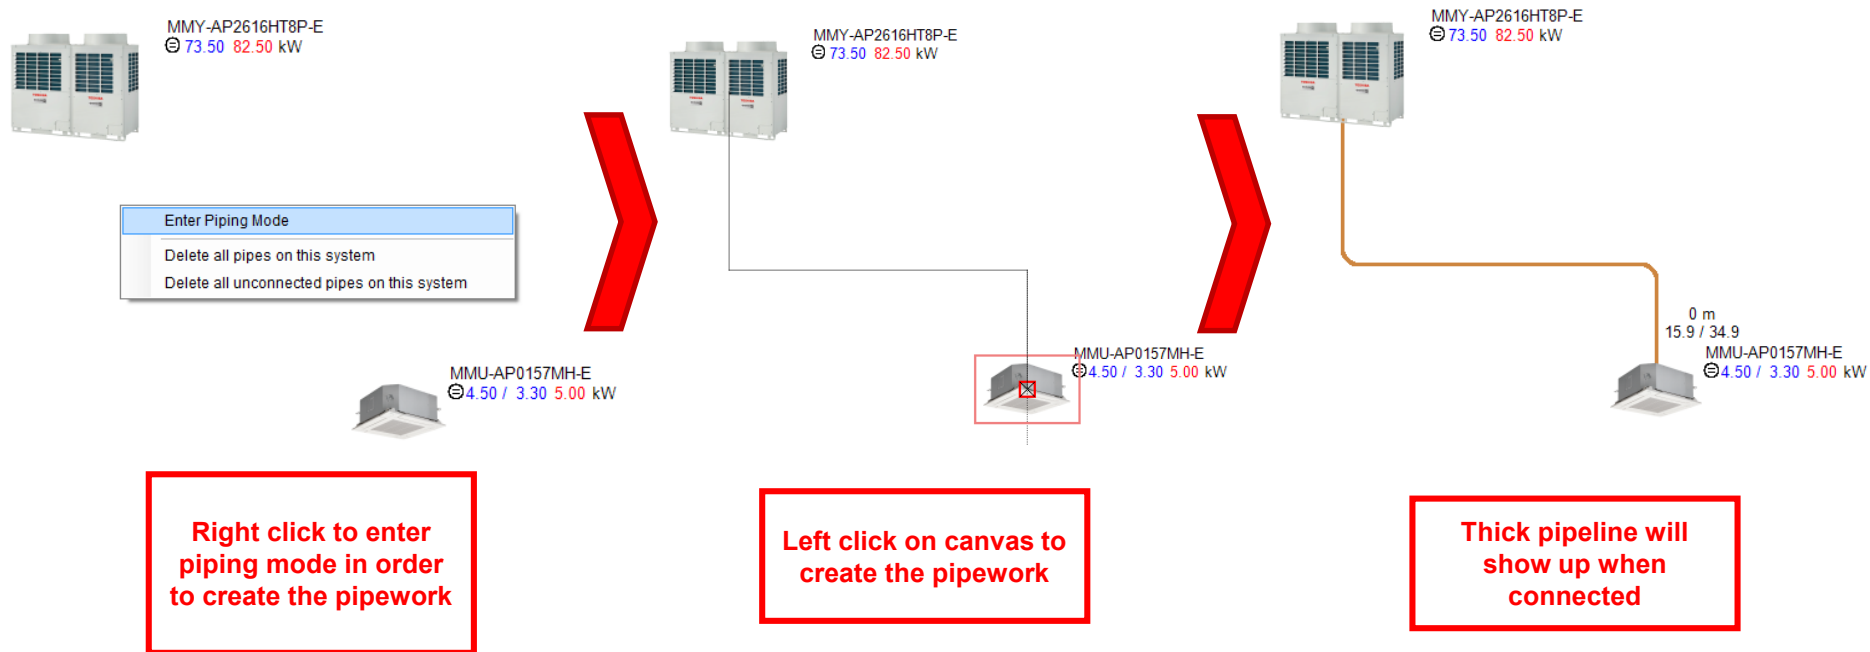 MMY-AP2616HT8P-E
73.50 82.50 kW
Enter Piping Mode
Delete all pipes on this system
Delete all unconnected pipes on this system
MMU-AP0157MH-E
4.50 / 3.30 5.00 kW
Right click to enter
piping mode in order
to create the pipework
MMY-AP2616HT8P-E
73.50 82.50 kW
MMU-AP0157MH-E
4.50 / 3.30 5.00 kW
Left click on canvas to
create the pipework
MMY-AP2616HT8P-E
73.50 82.50 kW
0 m
15.9 / 34.9
MMU-AP0157MH-E
4.50 / 3.30 5.00 kW
Thick pipeline will
show up when
connected